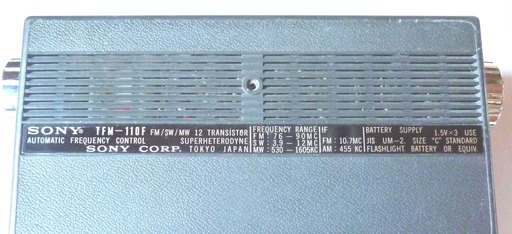 SONY® TFM-110F FM/SW/MW 12 TRANSISTOR
AUTOMATIC FREQUENCY CONTROL SUPERHETERODYNE
SONY CORP. TOKYO JAPAN
FREQUENCY RANGE
FM: 76 - 90MC
SW: 3.9 - 12MC
MW: 530 - 1605KC
IF
FM: 10.7MC
AM: 455 KC
BATTERY SUPPLY 1.5V×3 USE
JIS UM-2. SIZE "C" STANDARD
FLASHLIGHT BATTERY OR EQUIV.